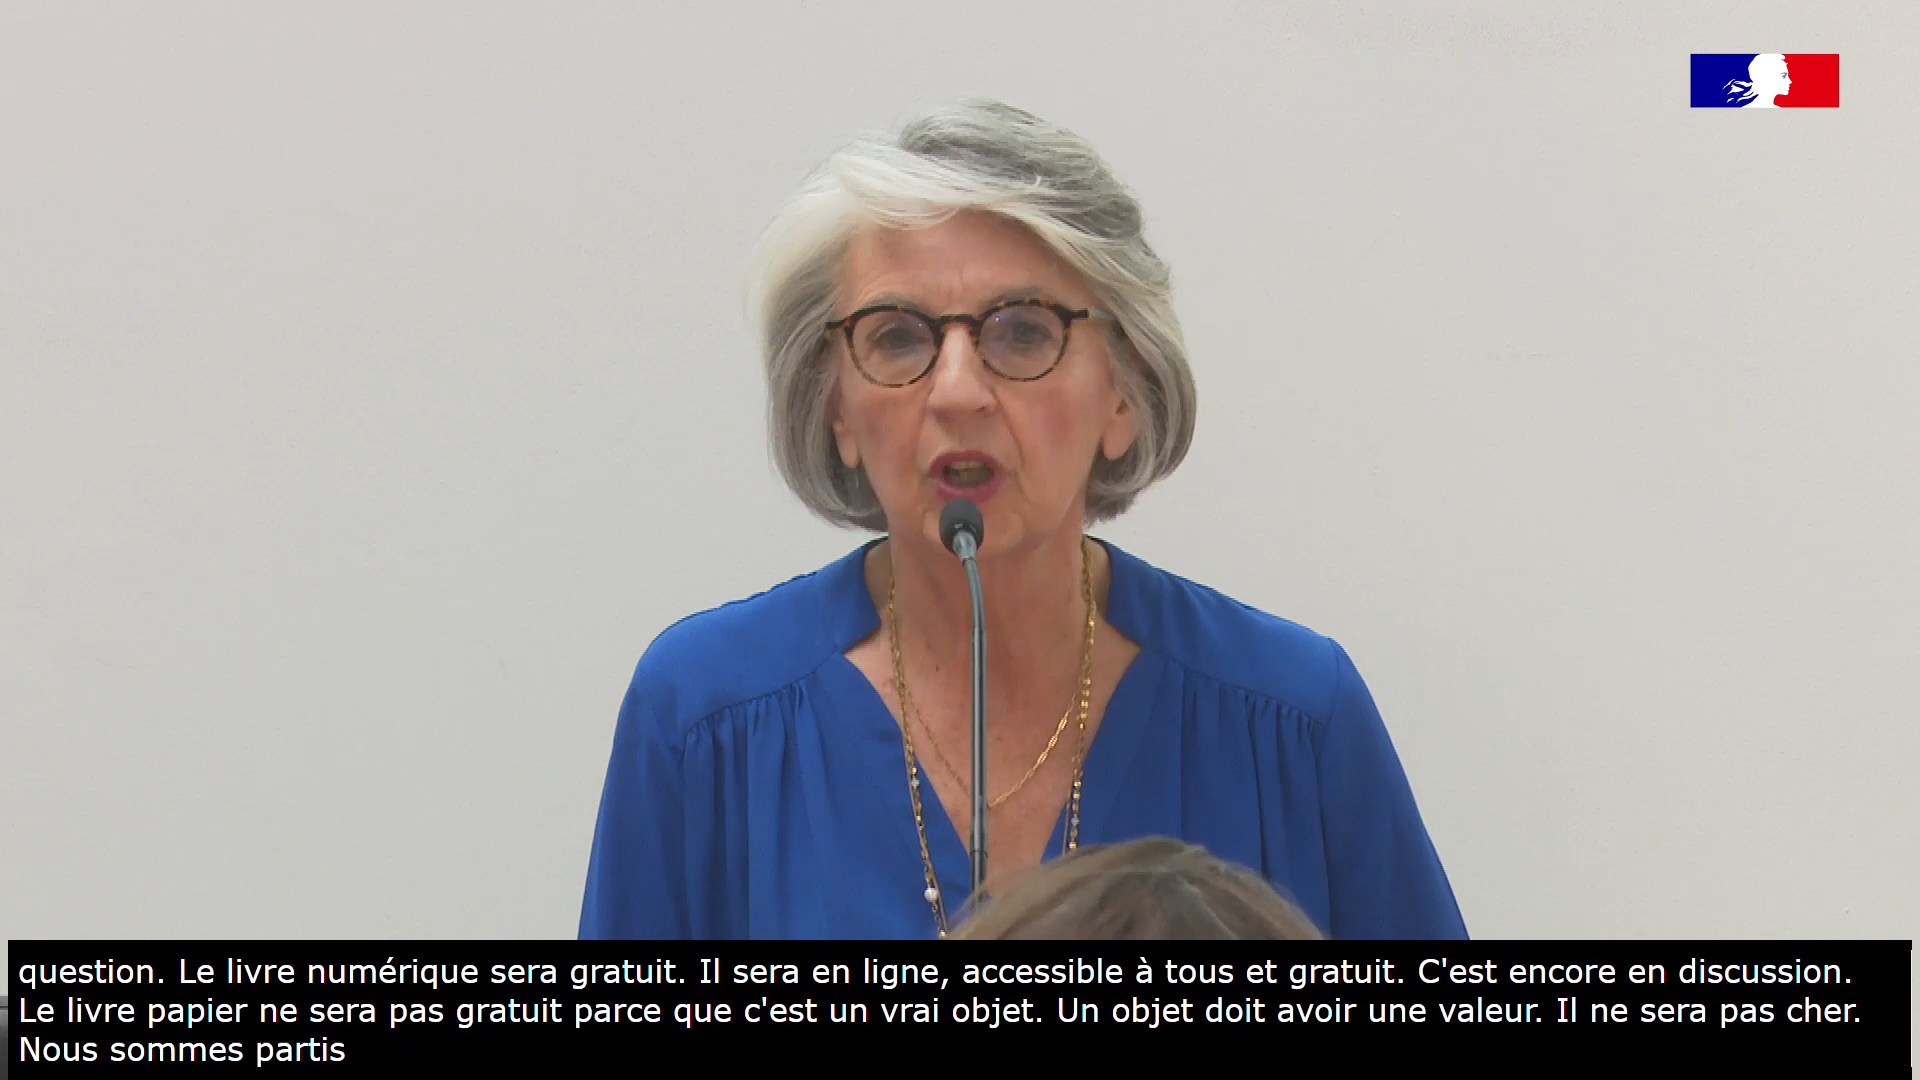 question. Le livre numérique sera gratuit. Il sera en ligne, accessible à tous et gratuit. C'est encore en discussion.
Le livre papier ne sera pas gratuit parce que c'est un vrai objet. Un objet doit avoir une valeur. Il ne sera pas cher.
Nous sommes partis